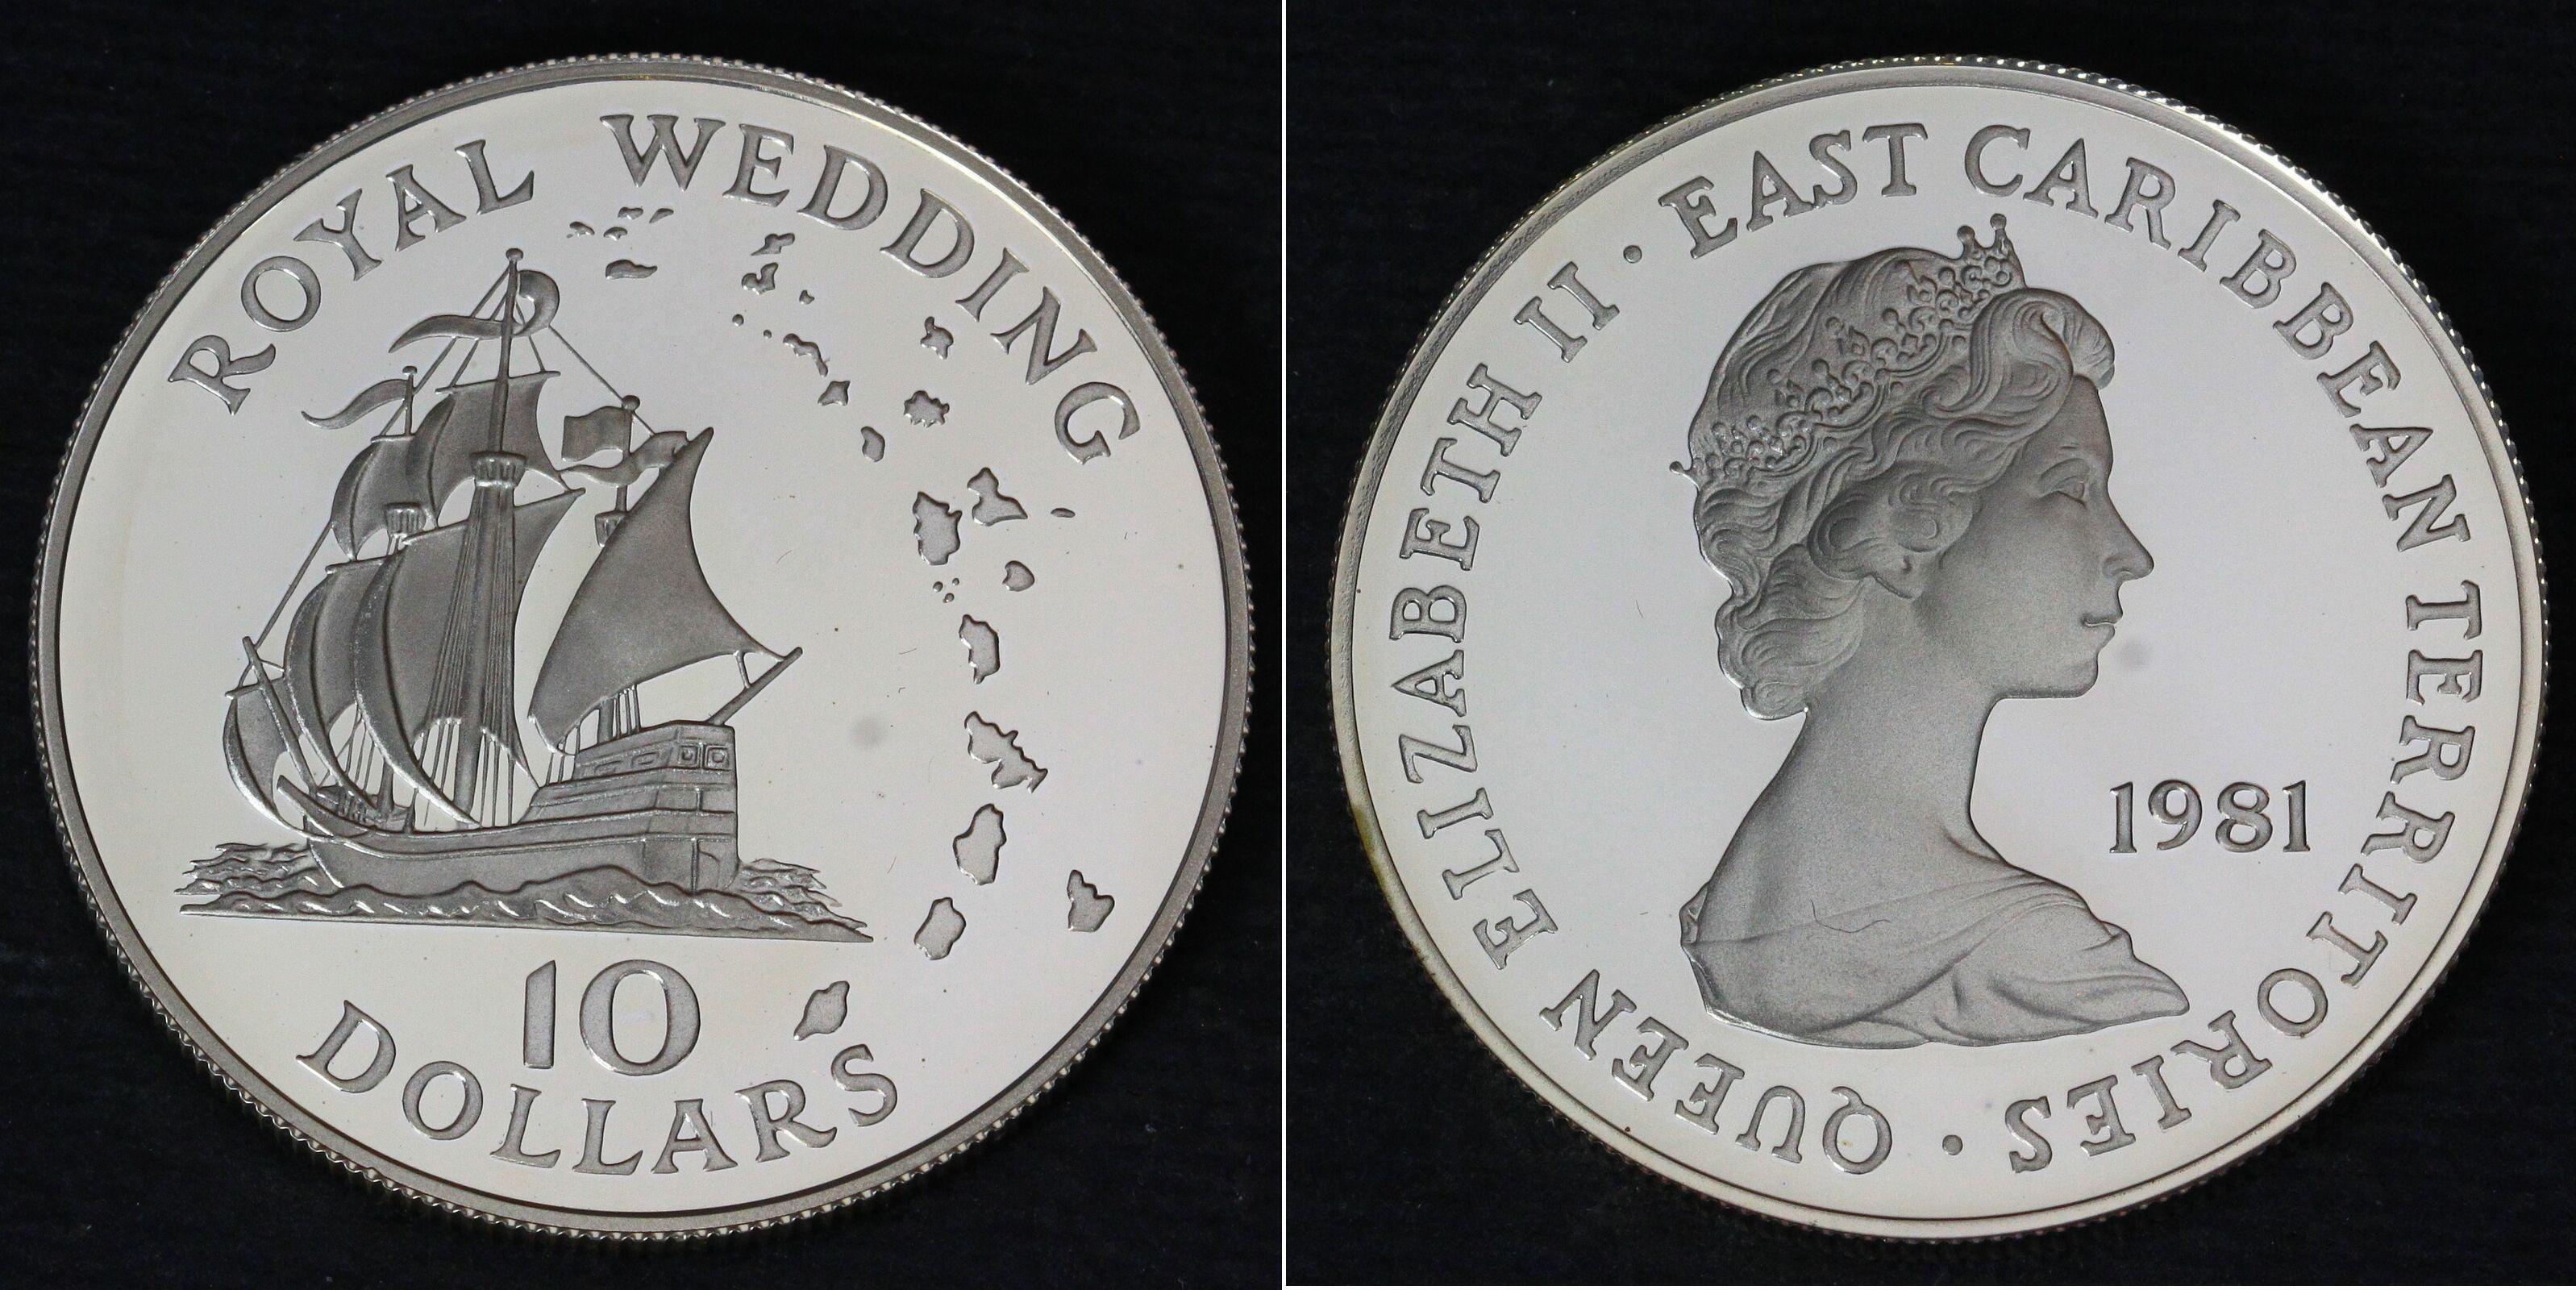 ROYAL WEDDING
10
DOLLARS
QUEEN ELIZABETH II · EAST CARIBBEAN TERRITORIES ·
1981